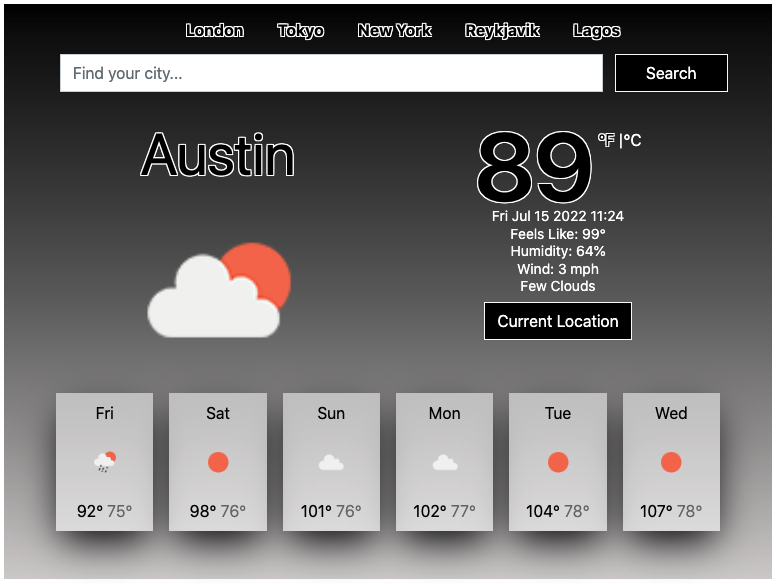 London Tokyo New York Reykjavik Lagos
Find your city... Search
Austin
89 °F |°C
Fri Jul 15 2022 11:24
Feels Like: 99°
Humidity: 64%
Wind: 3 mph
Few Clouds
Current Location
Fri Sat Sun Mon Tue Wed
92° 75° 98° 76° 101° 76° 102° 77° 104° 78° 107° 78°